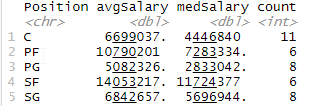 Position avgSalary medSalary count
<chr> <dbl> <dbl> <int>
1 C 6699037. 4446840 11
2 PF 10790201 7283334. 6
3 PG 5082326. 2833042. 8
4 SF 14053217. 11724377 6
5 SG 6842657. 5696944. 8